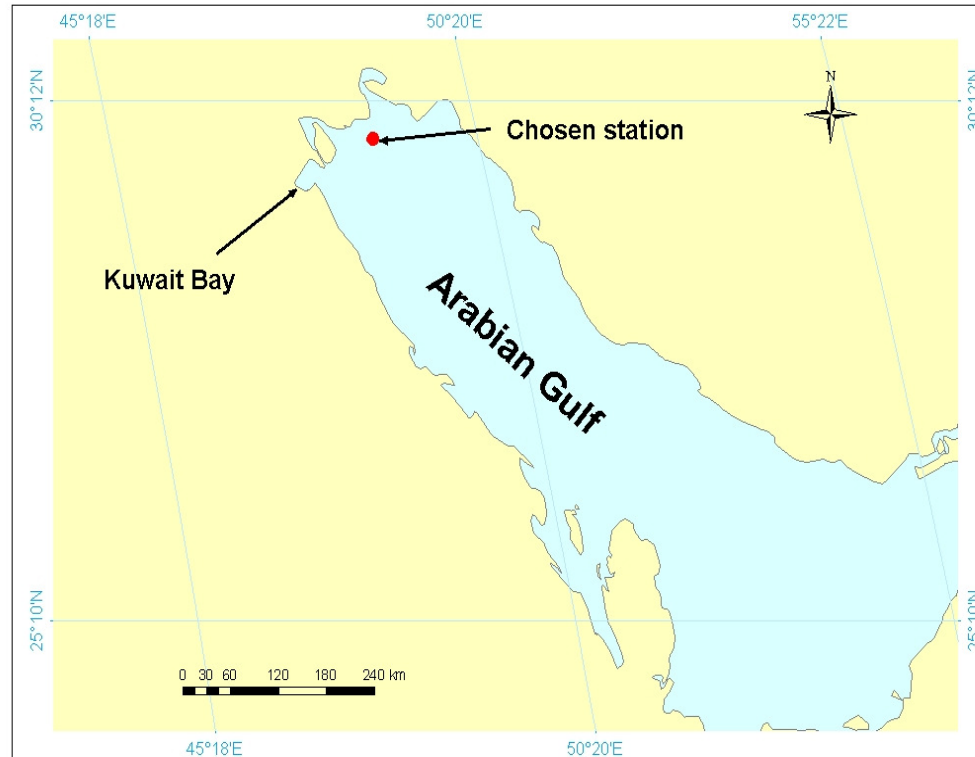 45°18'E 50°20'E 55°22'E
30°12'N
30°12'N
N
Chosen station
Kuwait Bay
Arabian Gulf
25°10'N
25°10'N
0 30 60 120 180 240 km
45°18'E 50°20'E